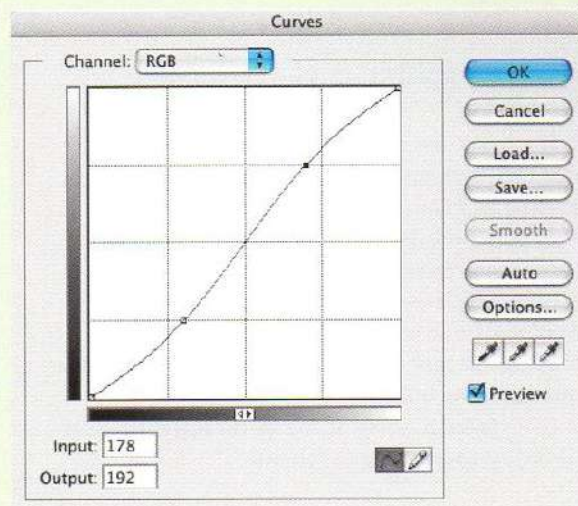 Curves
Channel: RGB
OK
Cancel
Load...
Save...
Smooth
Auto
Options...
Preview
Input: 178
Output: 192